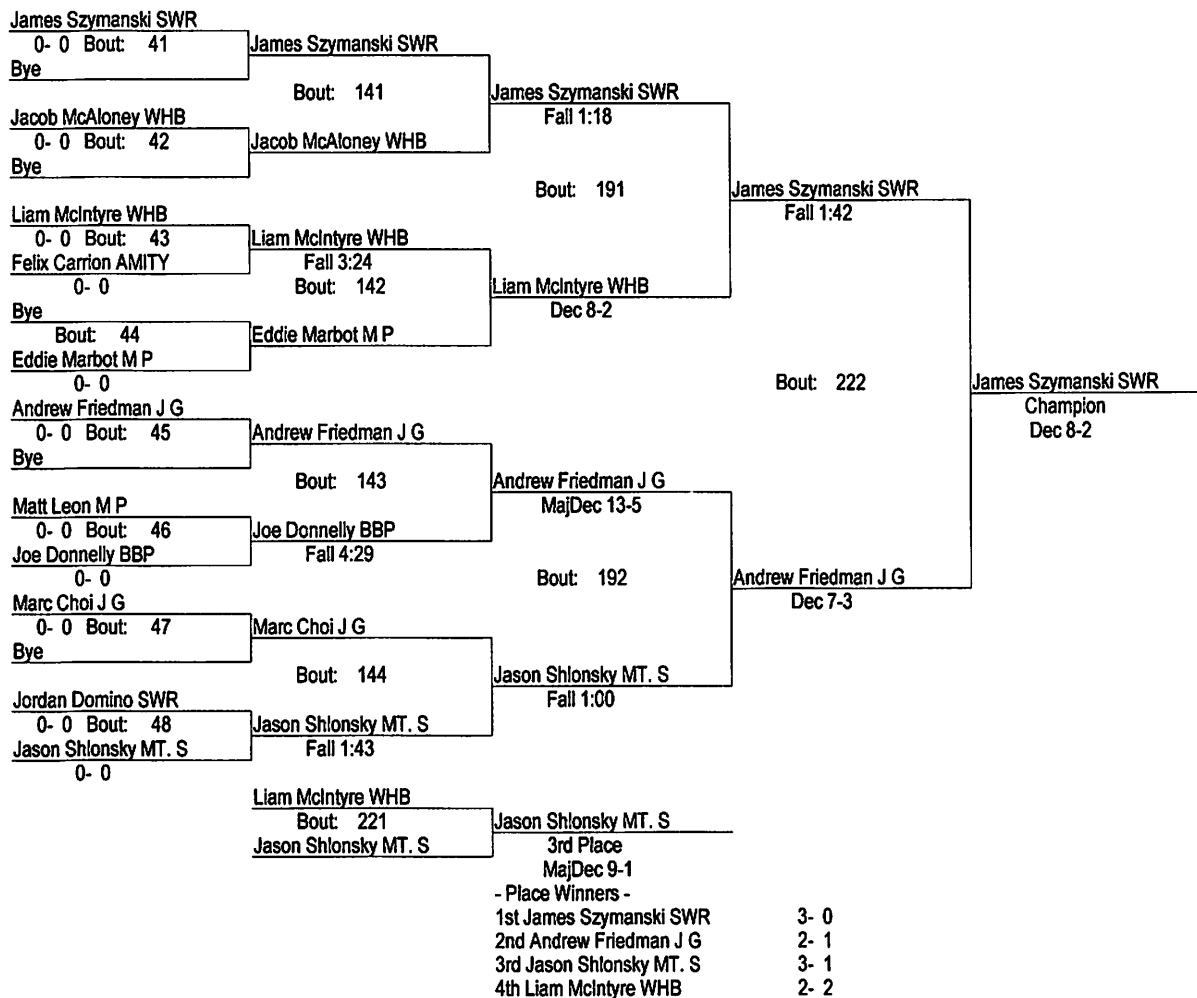 James Szymanski SWR
0- 0 Bout: 41
Bye
James Szymanski SWR
Bout: 141
Jacob McAloney WHB
0- 0 Bout: 42
Bye
Jacob McAloney WHB
James Szymanski SWR
Fall 1:18
Bout: 191
Liam McIntyre WHB
0- 0 Bout: 43
Felix Carrion AMITY
0- 0
Liam McIntyre WHB
Fall 3:24
Bout: 142
Bye
Bout: 44
Eddie Marbot M P
0- 0
Eddie Marbot M P
Liam McIntyre WHB
Dec 8-2
James Szymanski SWR
Fall 1:42
Bout: 222
Andrew Friedman J G
0- 0 Bout: 45
Bye
Andrew Friedman J G
Bout: 143
Matt Leon M P
0- 0 Bout: 46
Joe Donnelly BBP
0- 0
Joe Donnelly BBP
Fall 4:29
Andrew Friedman J G
MajDec 13-5
Bout: 192
Marc Choi J G
0- 0 Bout: 47
Bye
Marc Choi J G
Bout: 144
Jordan Domino SWR
0- 0 Bout: 48
Jason Shlonsky MT. S
0- 0
Jason Shlonsky MT. S
Fall 1:43
Jason Shlonsky MT. S
Fall 1:00
Andrew Friedman J G
Dec 7-3
James Szymanski SWR
Champion
Dec 8-2
Liam McIntyre WHB
Bout: 221
Jason Shlonsky MT. S
Jason Shlonsky MT. S
3rd Place
MajDec 9-1
- Place Winners -
1st James Szymanski SWR 3- 0
2nd Andrew Friedman J G 2- 1
3rd Jason Shlonsky MT. S 3- 1
4th Liam McIntyre WHB 2- 2